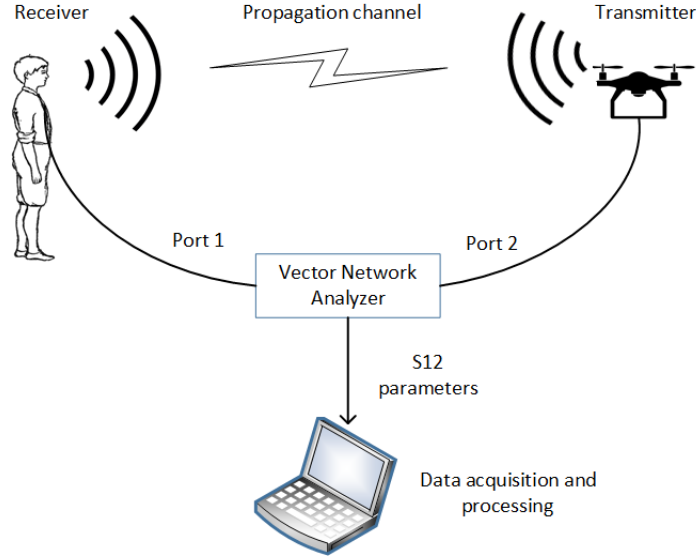 Receiver
Propagation channel
Transmitter
Port 1
Port 2
Vector Network
Analyzer
S12
parameters
Data acquisition and
processing